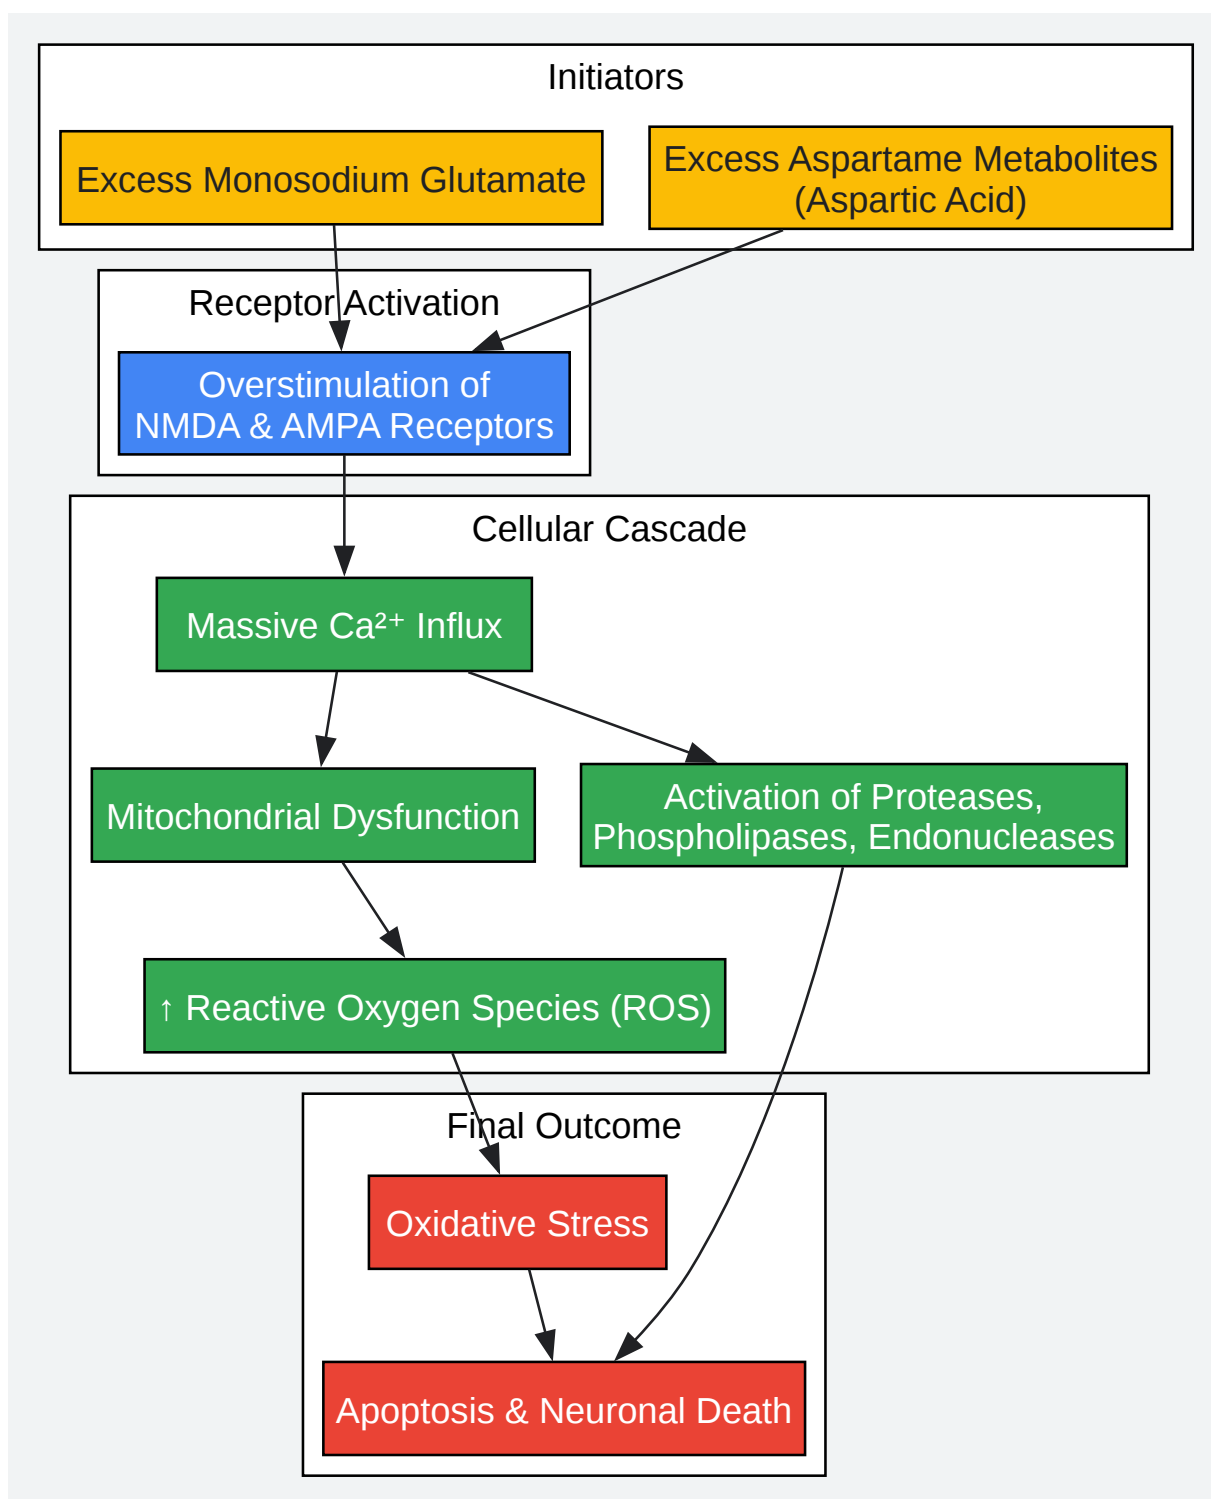 Initiators
Excess Monosodium Glutamate
Excess Aspartame Metabolites
(Aspartic Acid)
Receptor Activation
Overstimulation of
NMDA & AMPA Receptors
Cellular Cascade
Massive Ca²⁺ Influx
Mitochondrial Dysfunction
Activation of Proteases,
Phospholipases, Endonucleases
↑ Reactive Oxygen Species (ROS)
Final Outcome
Oxidative Stress
Apoptosis & Neuronal Death